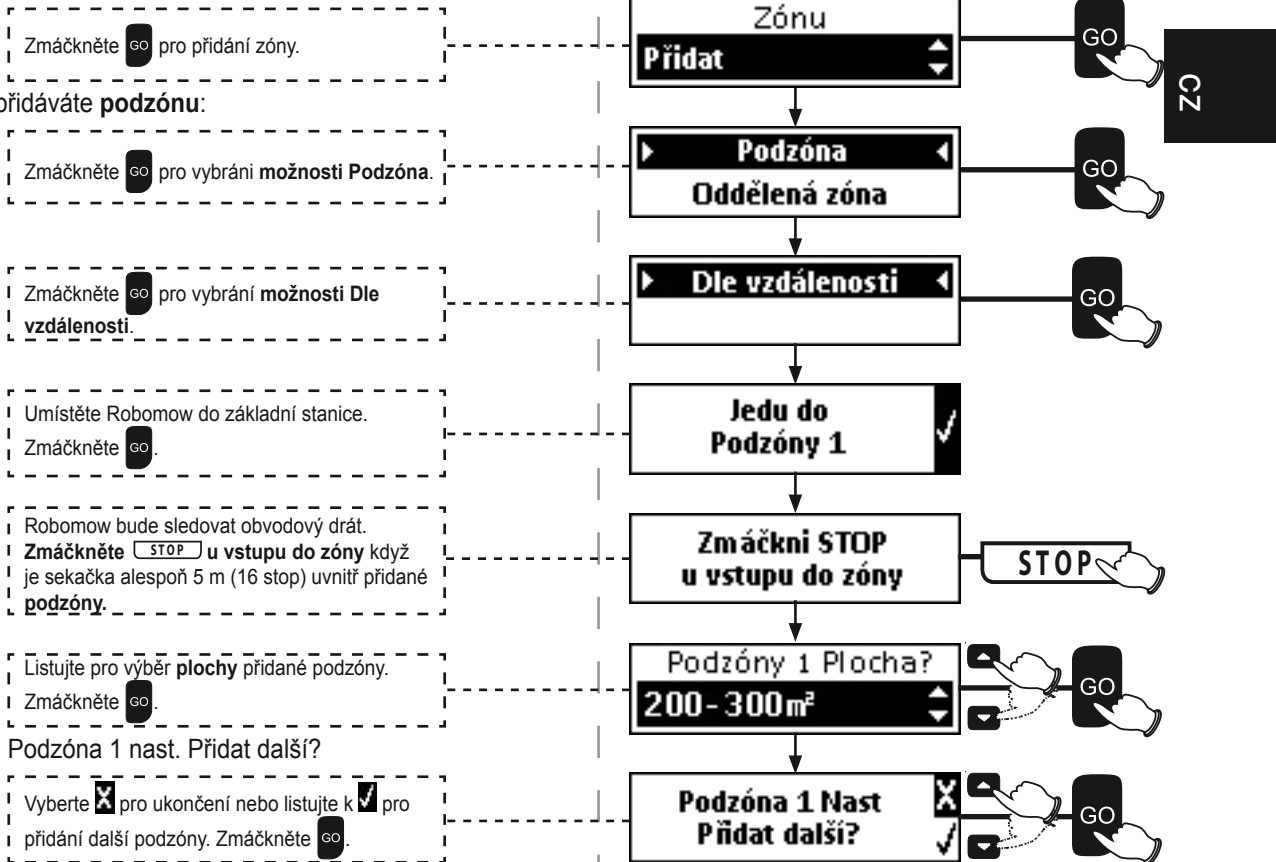 Zmáčkněte GO pro přidání zóny.
Zónu
Přidat
GO
CZ
přidáváte podzónu:
Zmáčkněte GO pro vybráni možnosti Podzóna.
Podzóna
Oddělená zóna
GO
Zmáčkněte GO pro vybrání možnosti Dle
vzdálenosti.
Dle vzdálenosti
GO
Umístěte Robomow do základní stanice.
Zmáčkněte GO.
Jedu do
Podzóny 1
Robomow bude sledovat obvodový drát.
Zmáčkněte STOP u vstupu do zóny když
je sekačka alespoň 5 m (16 stop) uvnitř přidané
podzóny.
Zmáčkni STOP
u vstupu do zóny
STOP
Listujte pro výběr plochy přidané podzóny.
Zmáčkněte GO.
Podzóny 1 Plocha?
200-300m²
GO
Podzóna 1 nast. Přidat další?
Vyberte X pro ukončení nebo listujte k √ pro
přidání další podzóny. Zmáčkněte GO.
Podzóna 1 Nast X
Přidat další? √
GO